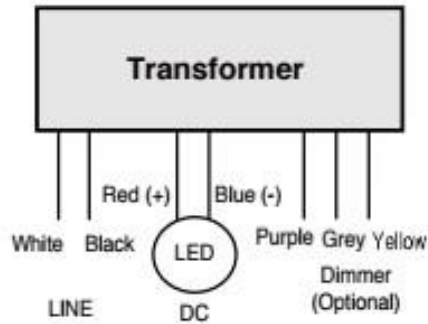 Transformer
Red (+) Blue (-)
White Black LED Purple Grey Yellow
Dimmer
(Optional)
LINE DC